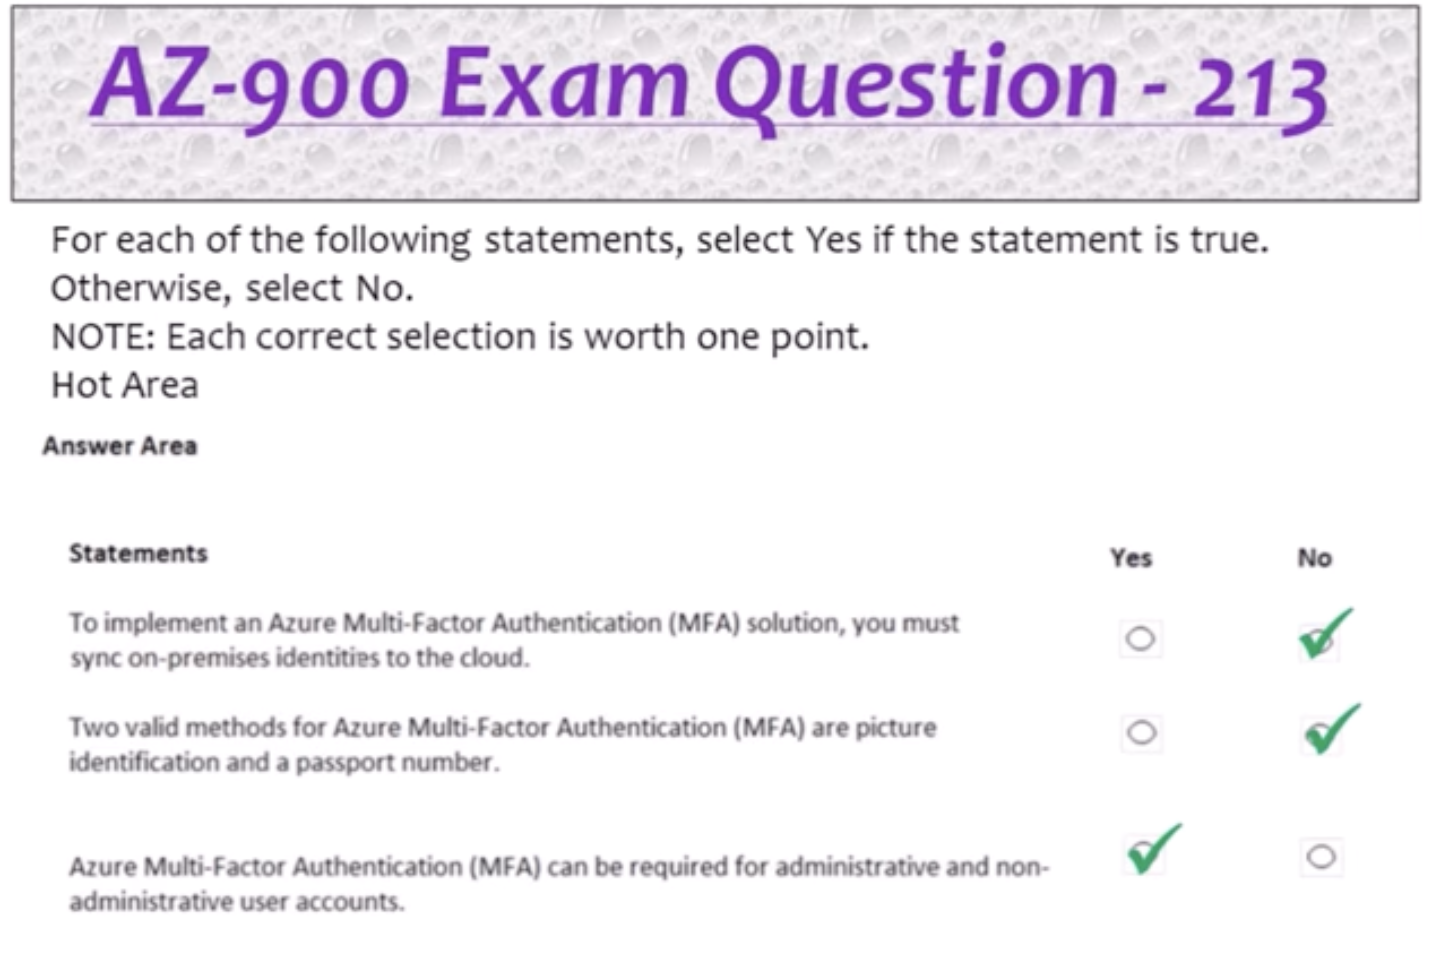 AZ-900 Exam Question - 213
For each of the following statements, select Yes if the statement is true.
Otherwise, select No.
NOTE: Each correct selection is worth one point.
Hot Area
Answer Area
Statements Yes No
To implement an Azure Multi-Factor Authentication (MFA) solution, you must
sync on-premises identities to the cloud.
Two valid methods for Azure Multi-Factor Authentication (MFA) are picture
identification and a passport number.
Azure Multi-Factor Authentication (MFA) can be required for administrative and non-
administrative user accounts.